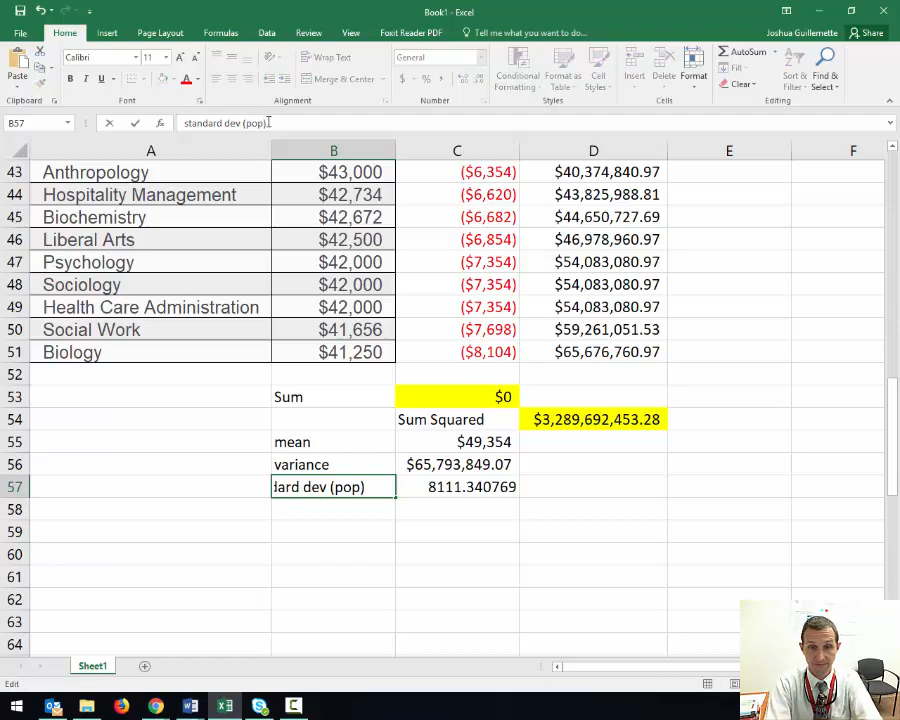 Book1 - Excel
File Home Insert Page Layout Formulas Data Review View Foxit Reader PDF Tell me what you want to do... Joshua Guillemette Share
Paste Calibri 11 Wrap Text General Conditional Formatting Format as Table Cell Styles Insert Delete Format AutoSum Sort & Filter Find & Select
B I U Merge & Center $ % Clear
Clipboard Font Alignment Number Styles Cells Editing
B57 fx standard dev (pop)
A B C D E F
43 Anthropology $43,000 ($6,354) $40,374,840.97
44 Hospitality Management $42,734 ($6,620) $43,825,988.81
45 Biochemistry $42,672 ($6,682) $44,650,727.69
46 Liberal Arts $42,500 ($6,854) $46,978,960.97
47 Psychology $42,000 ($7,354) $54,083,080.97
48 Sociology $42,000 ($7,354) $54,083,080.97
49 Health Care Administration $42,000 ($7,354) $54,083,080.97
50 Social Work $41,656 ($7,698) $59,261,051.53
51 Biology $41,250 ($8,104) $65,676,760.97
52
53 Sum $0
54 Sum Squared $3,289,692,453.28
55 mean $49,354
56 variance $65,793,849.07
57 dard dev (pop) 8111.340769
58
59
60
61
62
63
64
Sheet1
Edit